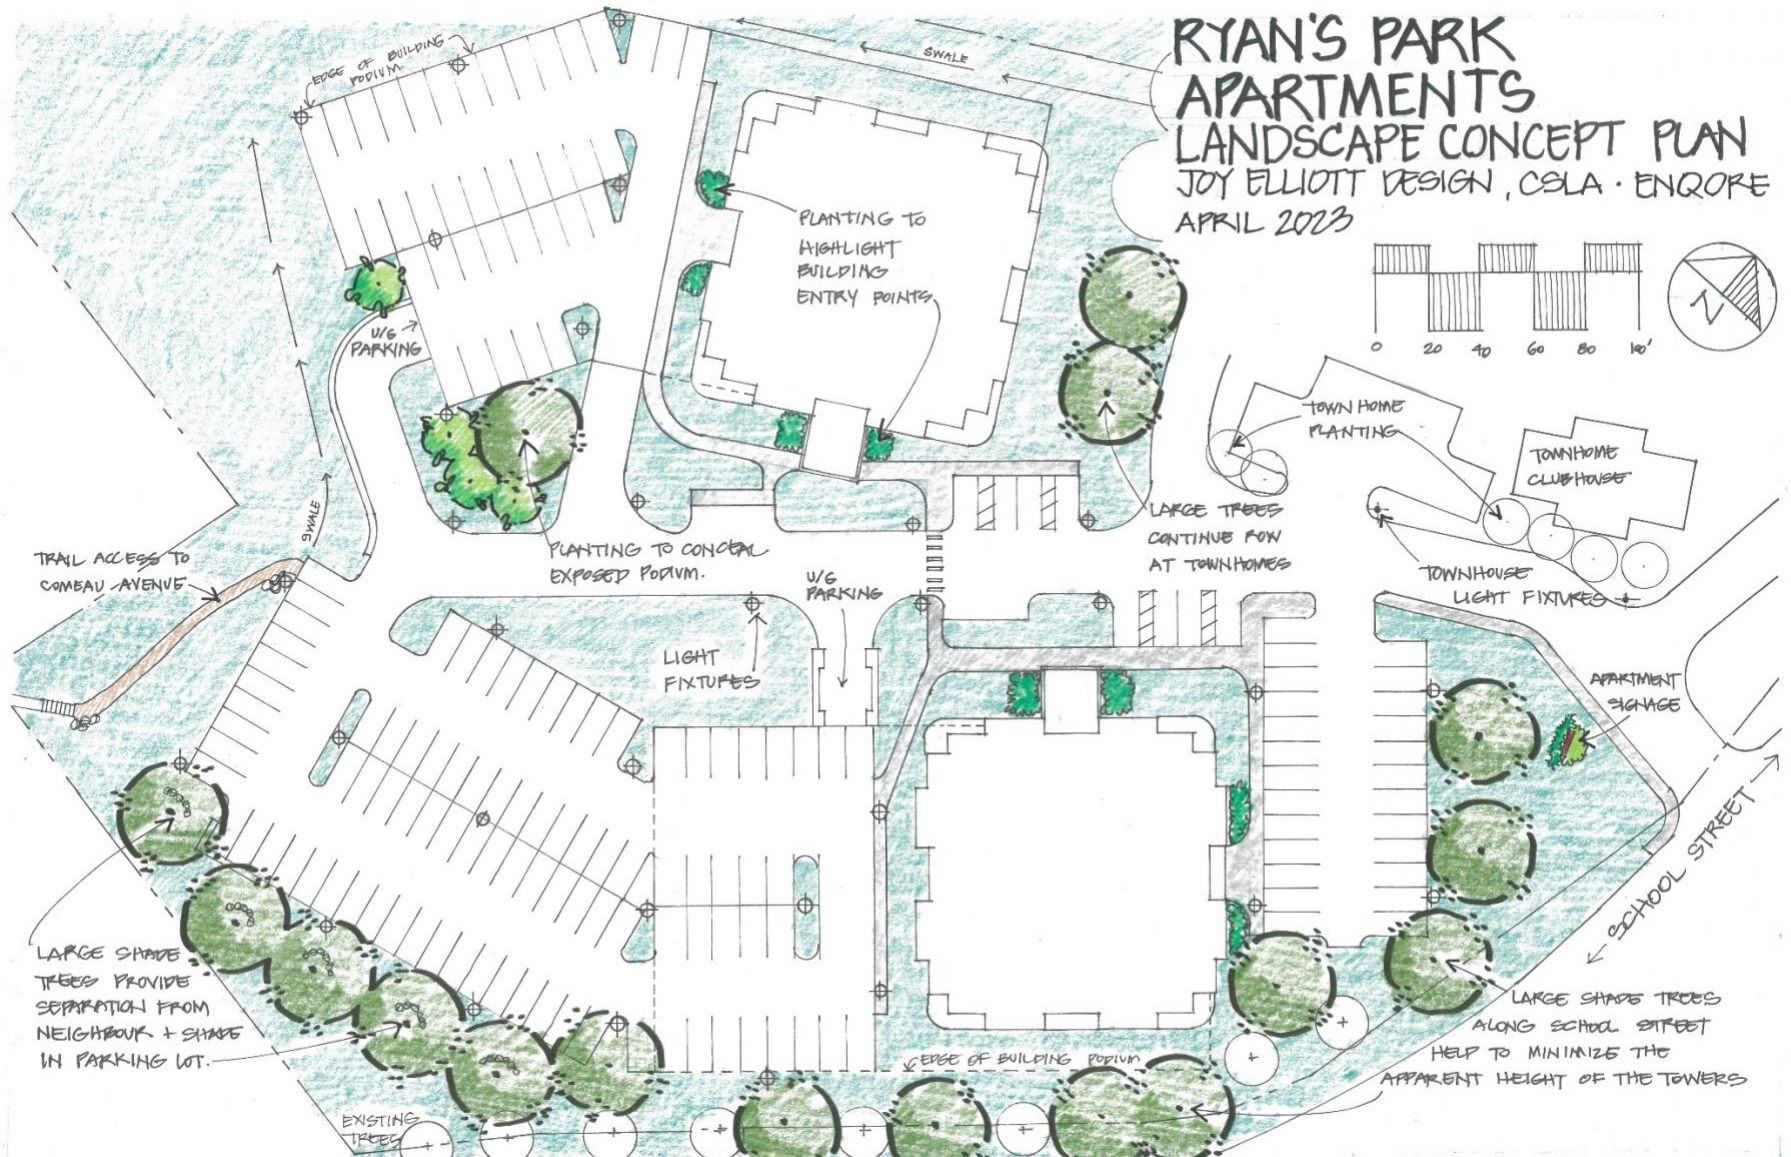 RYAN'S PARK
APARTMENTS
LANDSCAPE CONCEPT PLAN
JOY ELLIOTT DESIGN, CSLA · ENQORE
APRIL 2023
0 20 40 60 80 100'
N
EDGE OF BUILDING
PODIUM
SWALE
PLANTING TO
HIGHLIGHT
BUILDING
ENTRY POINTS
U/G
PARKING
TOWN HOME
PLANTING
TOWNHOME
CLUBHOUSE
SWALE
LARGE TREES
CONTINUE ROW
AT TOWNHOMES
PLANTING TO CONCEAL
EXPOSED PODIUM.
TRAIL ACCESS TO
COMEAU AVENUE
U/G
PARKING
TOWNHOUSE
LIGHT FIXTURES
LIGHT
FIXTURES
APARTMENT
SIGNAGE
SCHOOL STREET
LARGE SHADE
TREES PROVIDE
SEPARATION FROM
NEIGHBOUR + SHADE
IN PARKING LOT.
LARGE SHADE TREES
ALONG SCHOOL STREET
HELP TO MINIMIZE THE
APPARENT HEIGHT OF THE TOWERS
EDGE OF BUILDING PODIUM
EXISTING
TREES